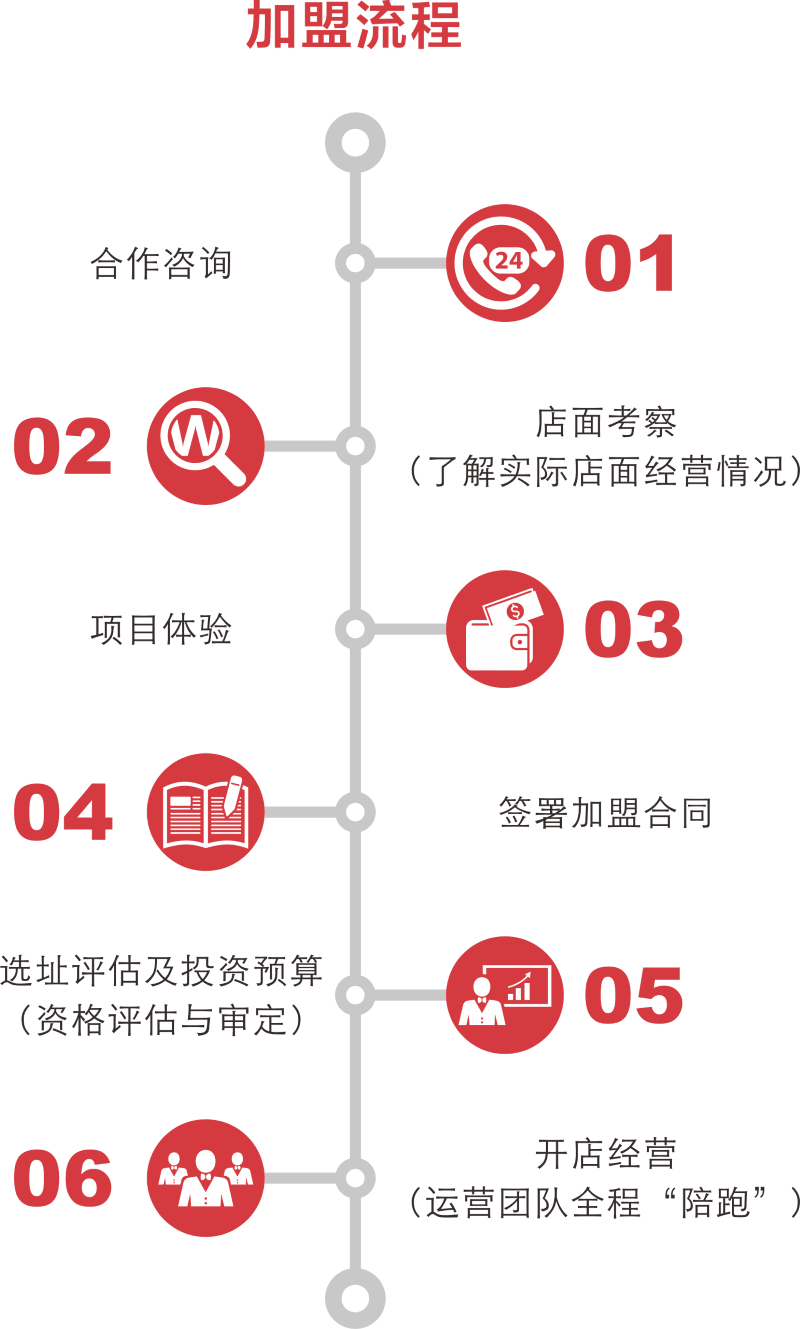 加盟流程
合作咨询
24
01
02
W
店面考察
（了解实际店面经营情况）
项目体验
$
03
04
签署加盟合同
选址评估及投资预算
（资格评估与审定）
05
06
开店经营
（运营团队全程“陪跑”）